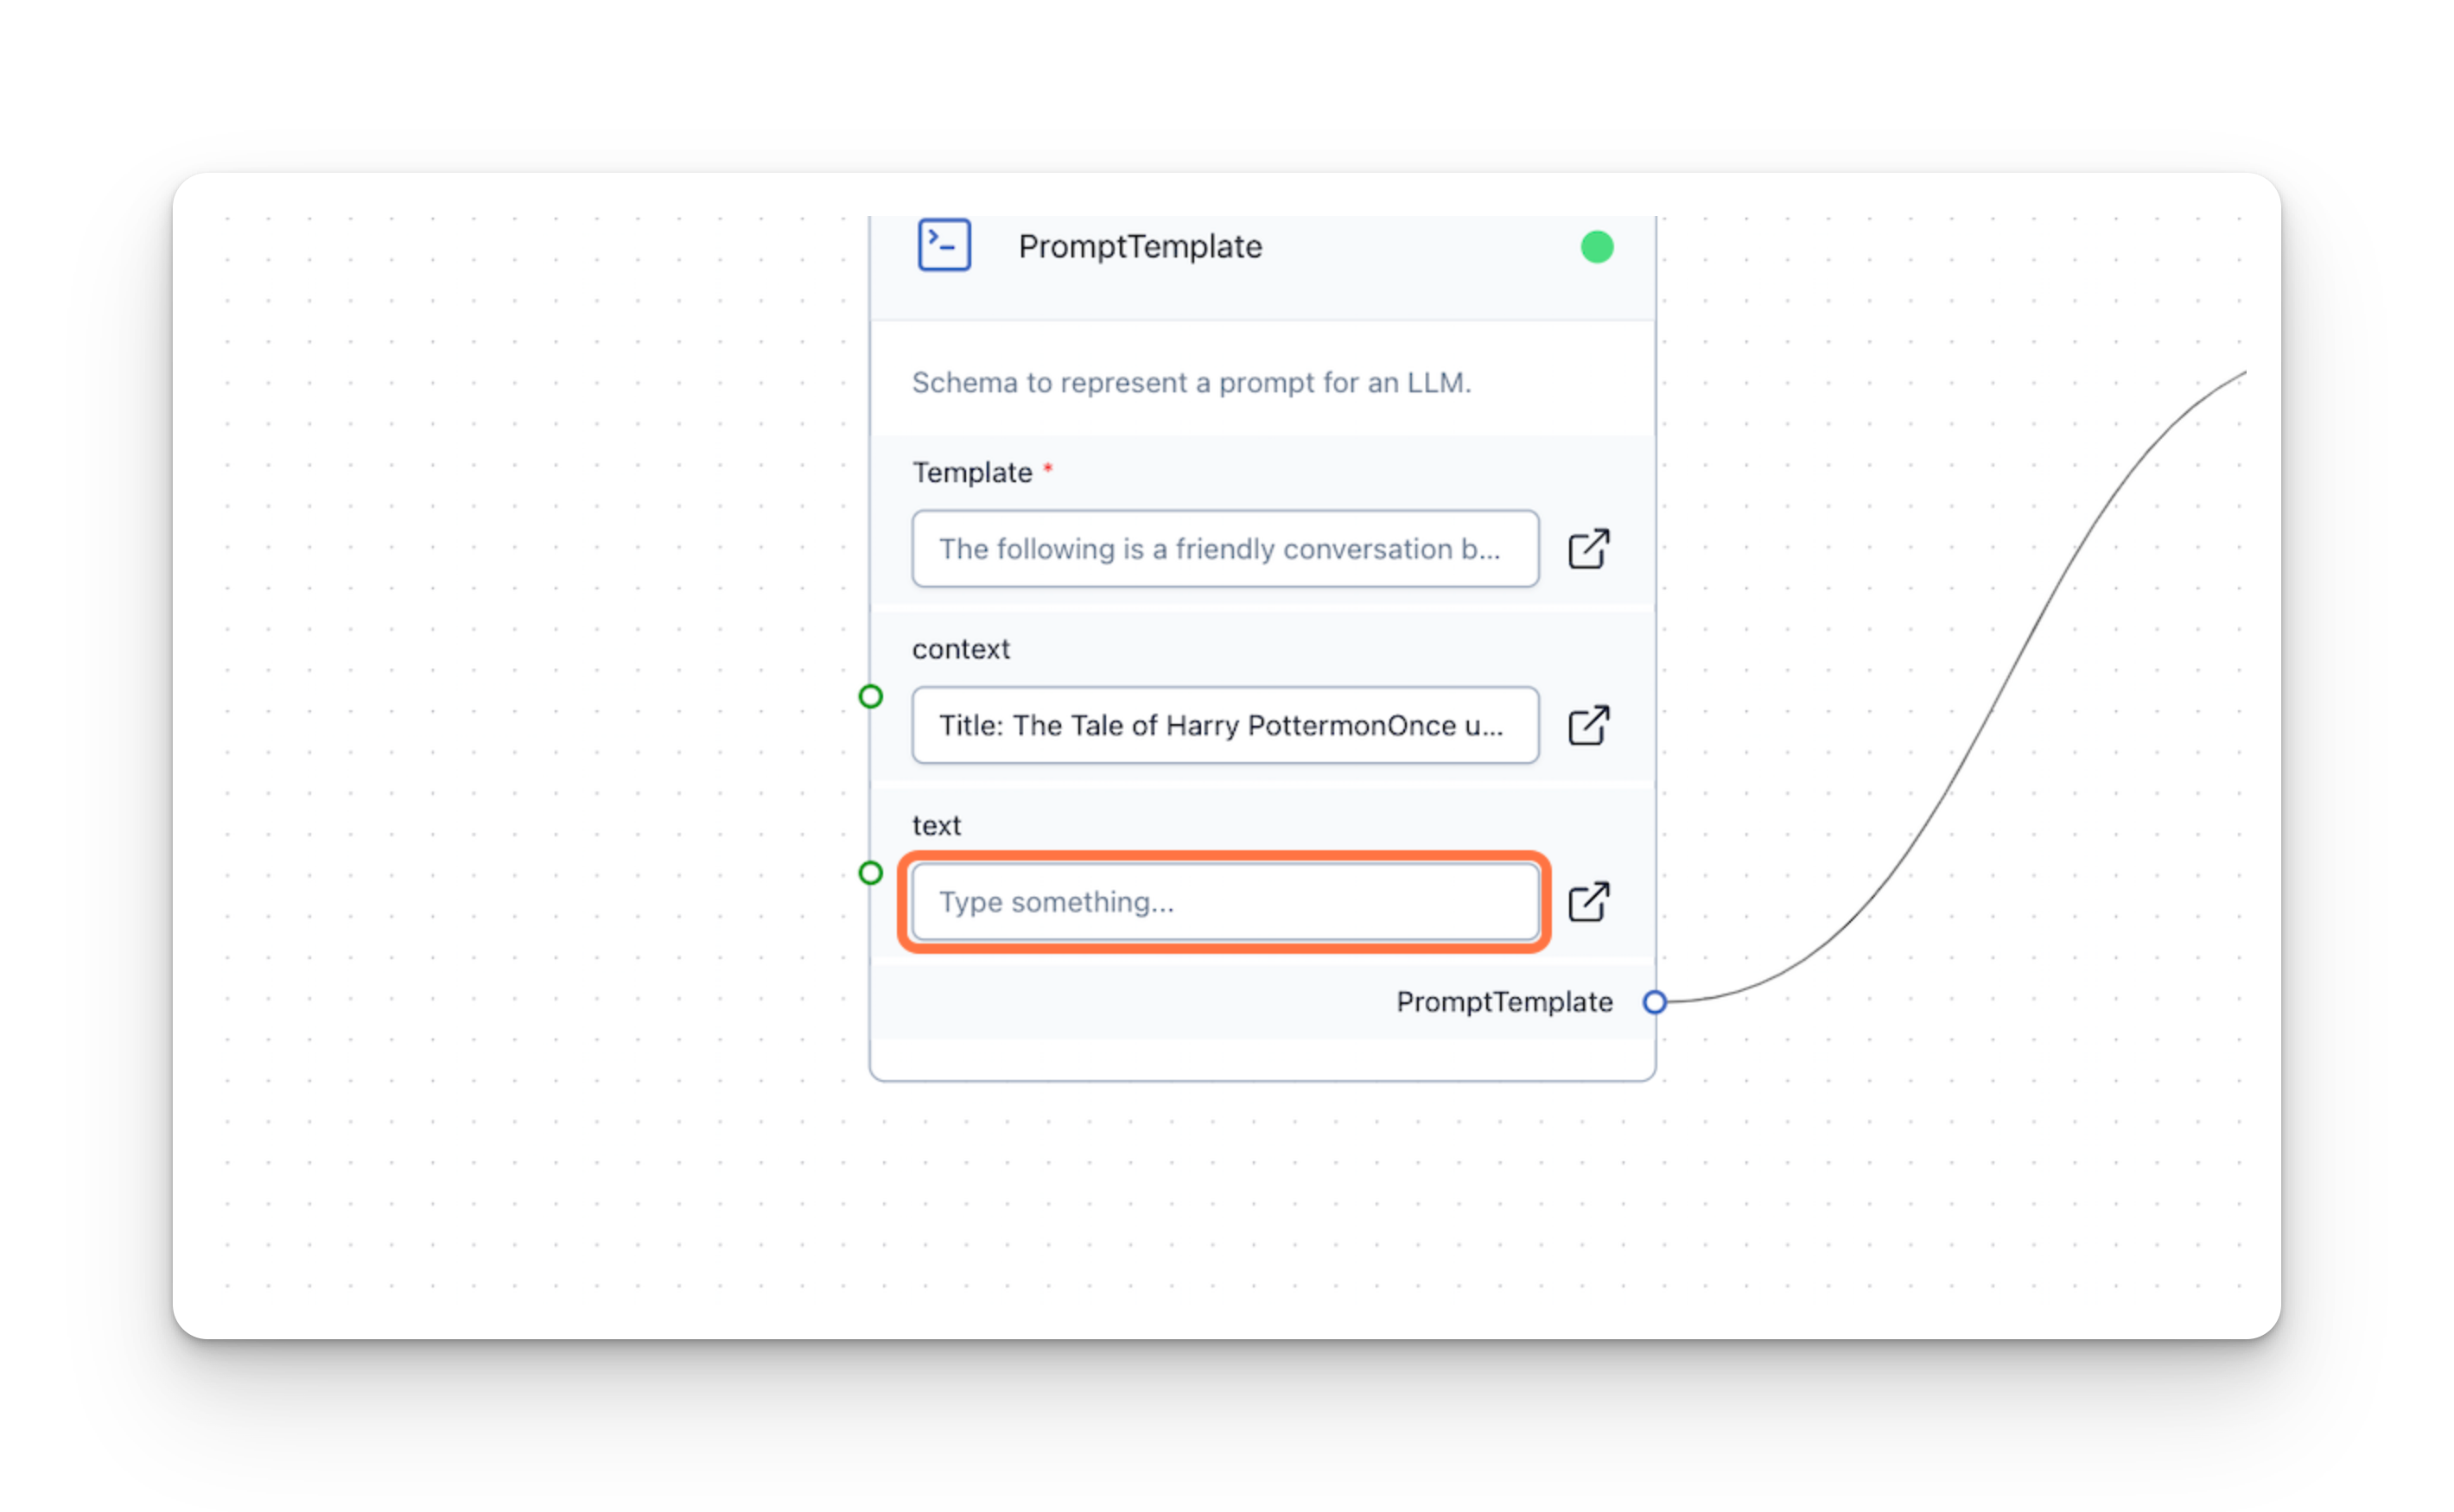 PromptTemplate
Schema to represent a prompt for an LLM.
Template *
The following is a friendly conversation b...
context
Title: The Tale of Harry PottermonOnce u...
text
Type something...
PromptTemplate